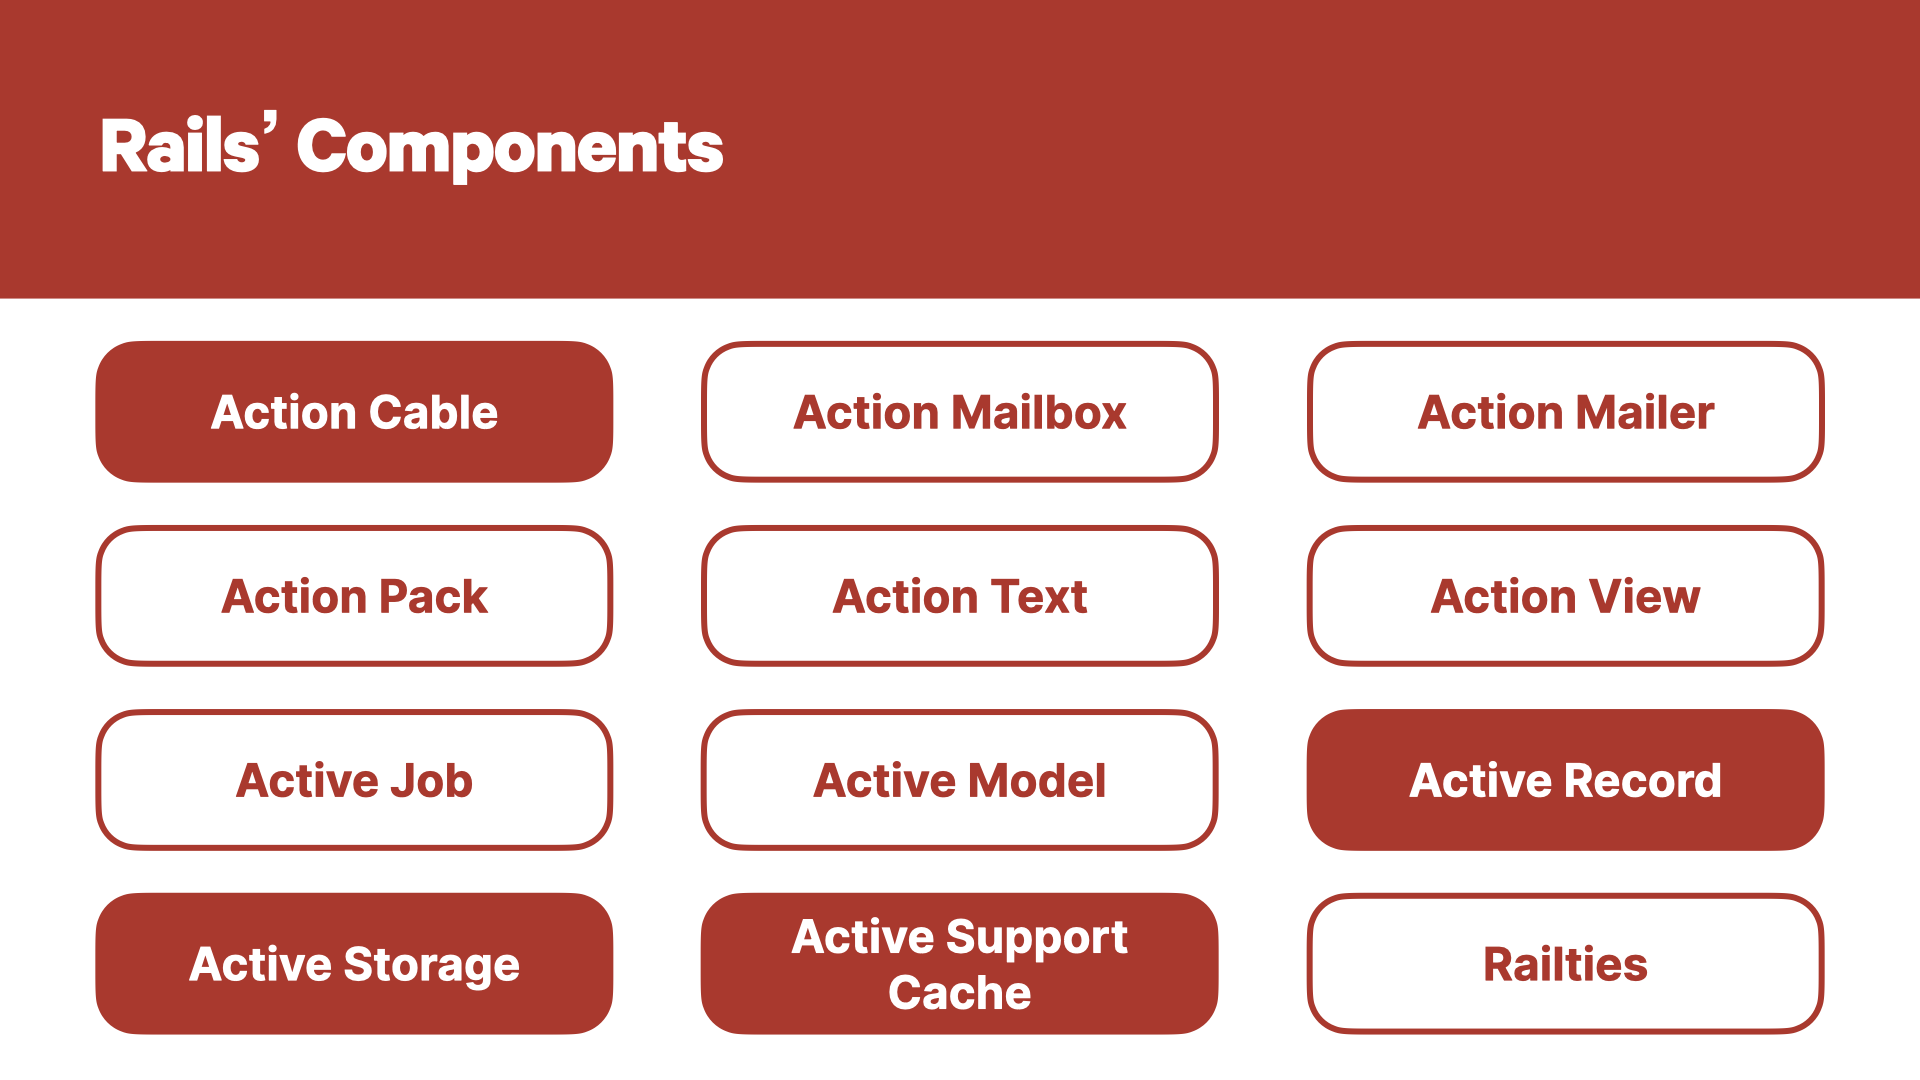 Rails’ Components
Action Cable
Action Mailbox
Action Mailer
Action Pack
Action Text
Action View
Active Job
Active Model
Active Record
Active Storage
Active Support
Cache
Railties